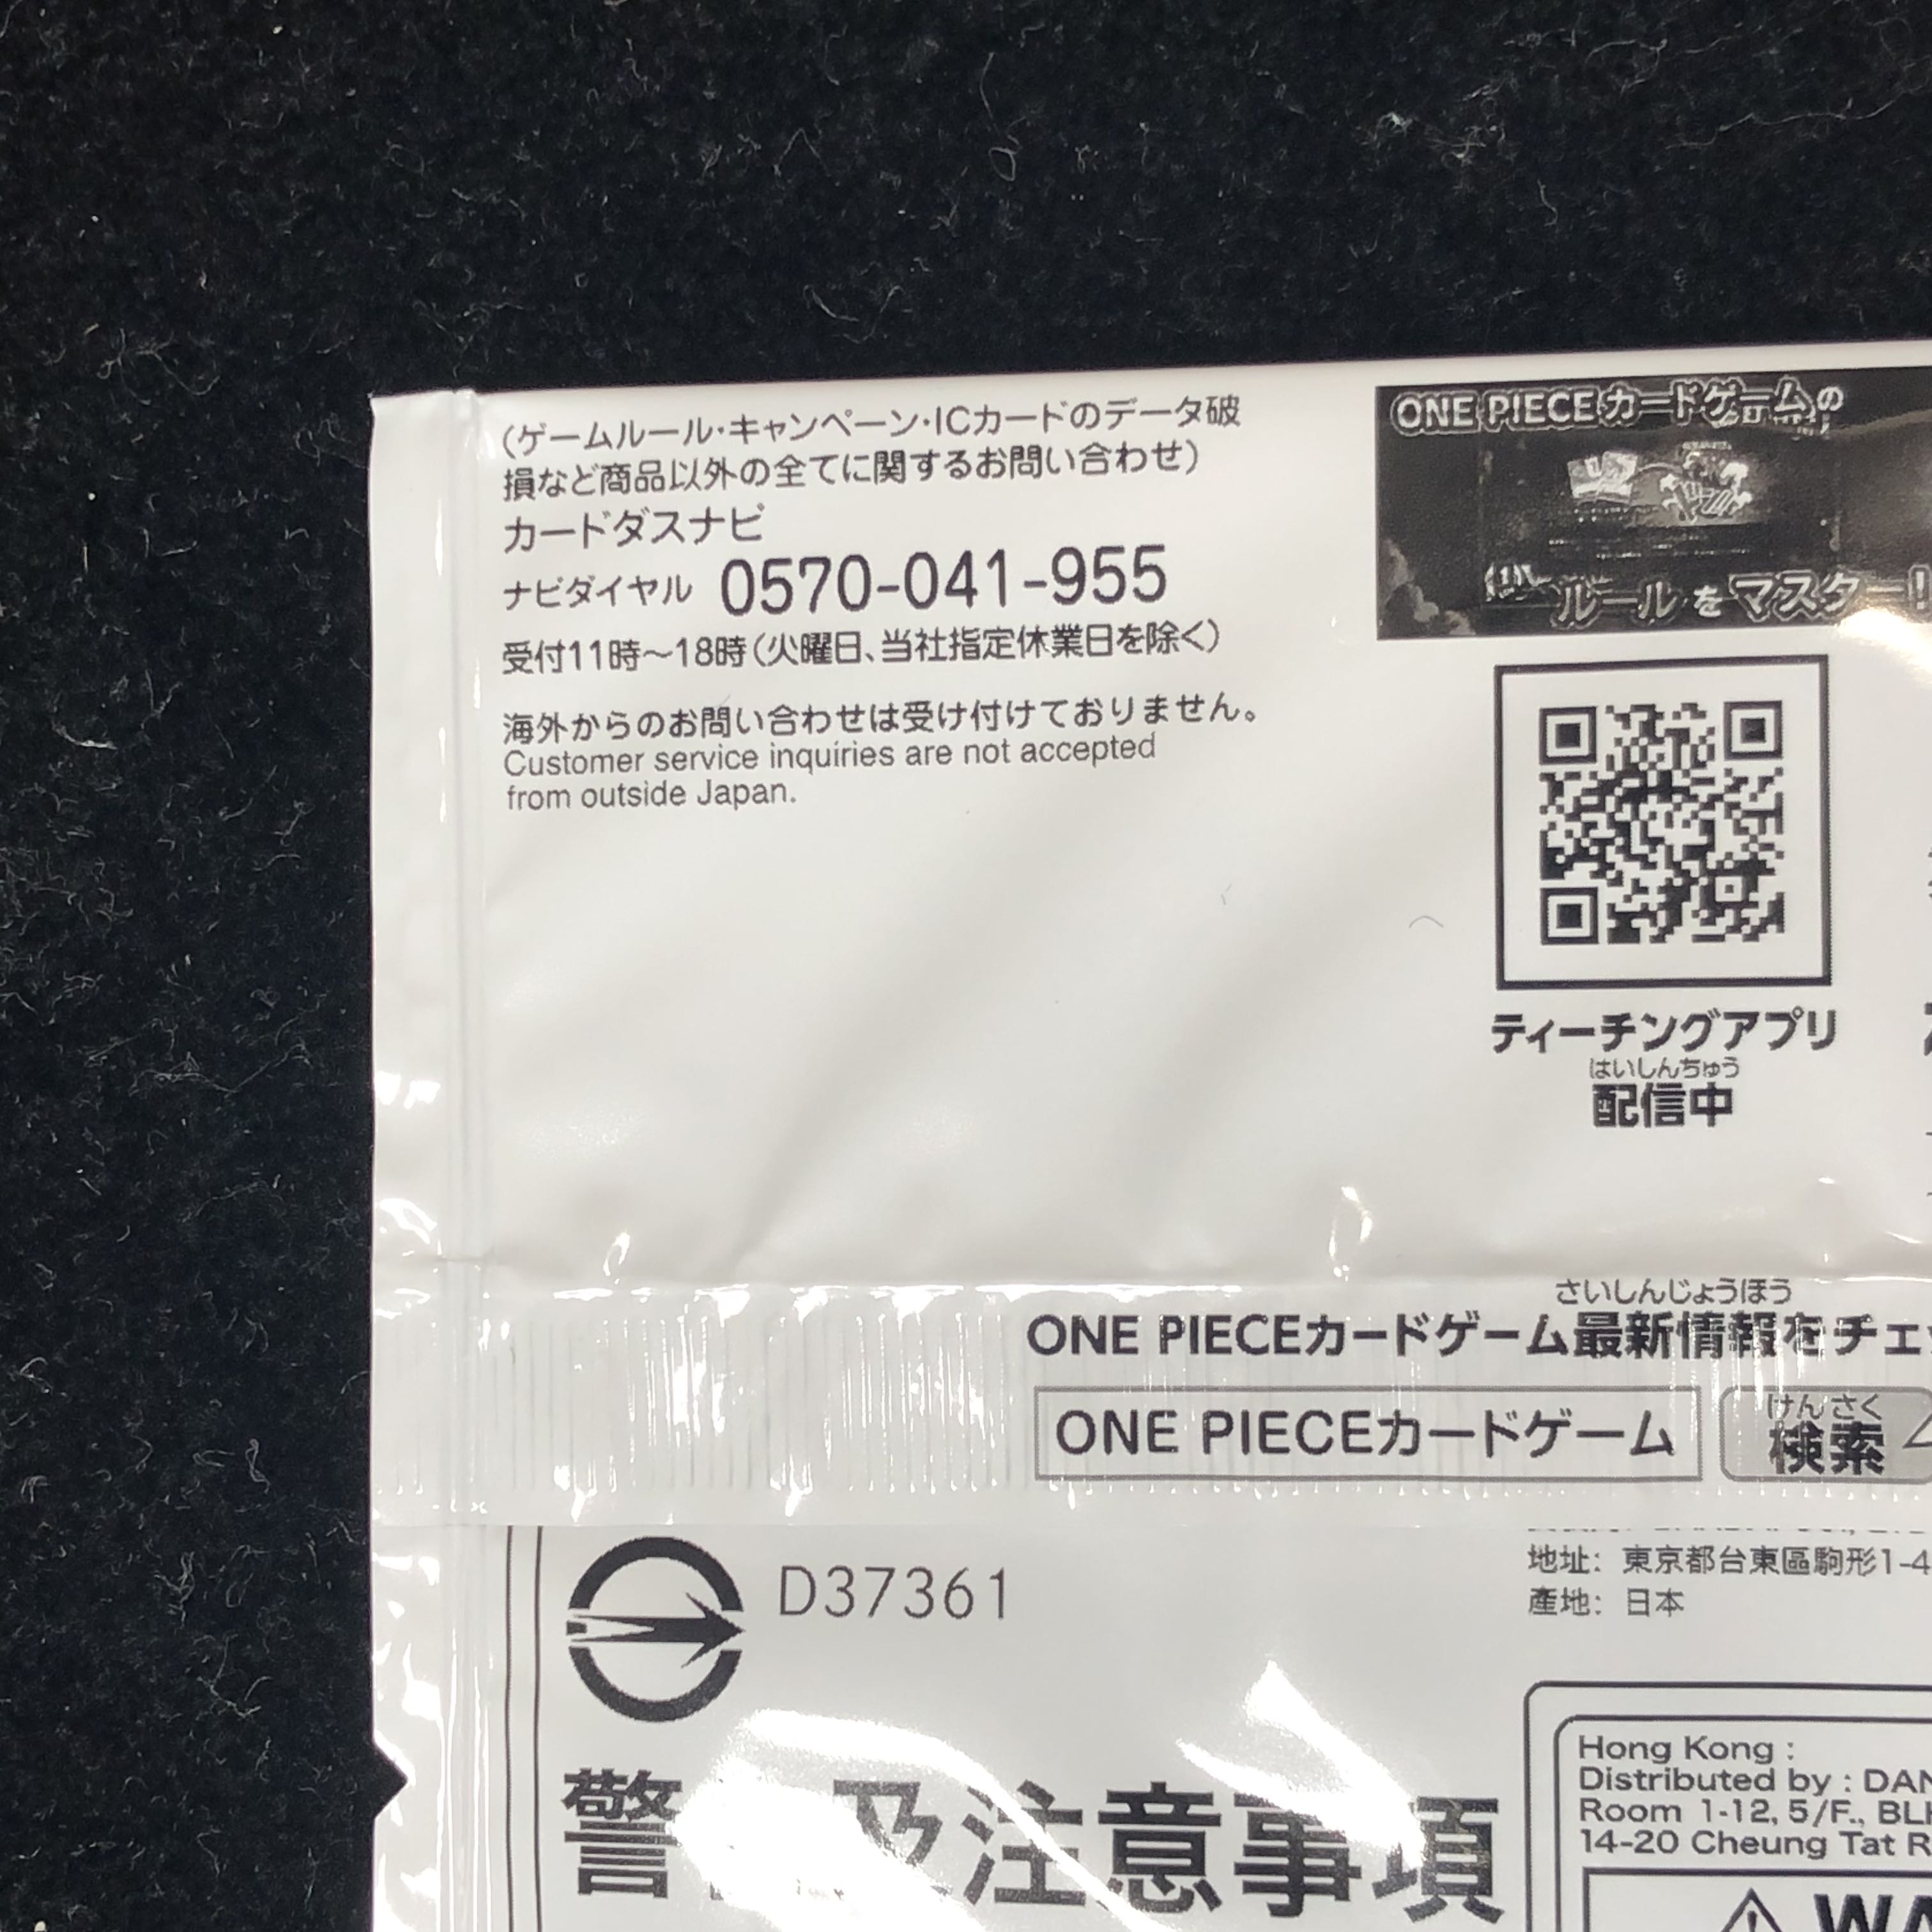 (ゲームルール・キャンペーン・ICカードのデータ破
損など商品以外の全てに関するお問い合わせ)
カードダスナビ
ナビダイヤル 0570-041-955
受付11時～18時(火曜日、当社指定休業日を除く)
海外からのお問い合わせは受け付けておりません。
Customer service inquiries are not accepted
from outside Japan.
ONE PIECE カードゲームの
ルールをマスター!
ティーチングアプリ
はいしんちゅう
配信中
さいしんじょうほう
ONE PIECEカードゲーム最新情報をチェ
ONE PIECEカードゲーム
けんさく
検索
D37361
地址: 東京都台東區駒形1-4
產地: 日本
警 及注意事項
Hong Kong :
Distributed by :
Room 1-12, 5/F.,
14-20 Cheung Tat